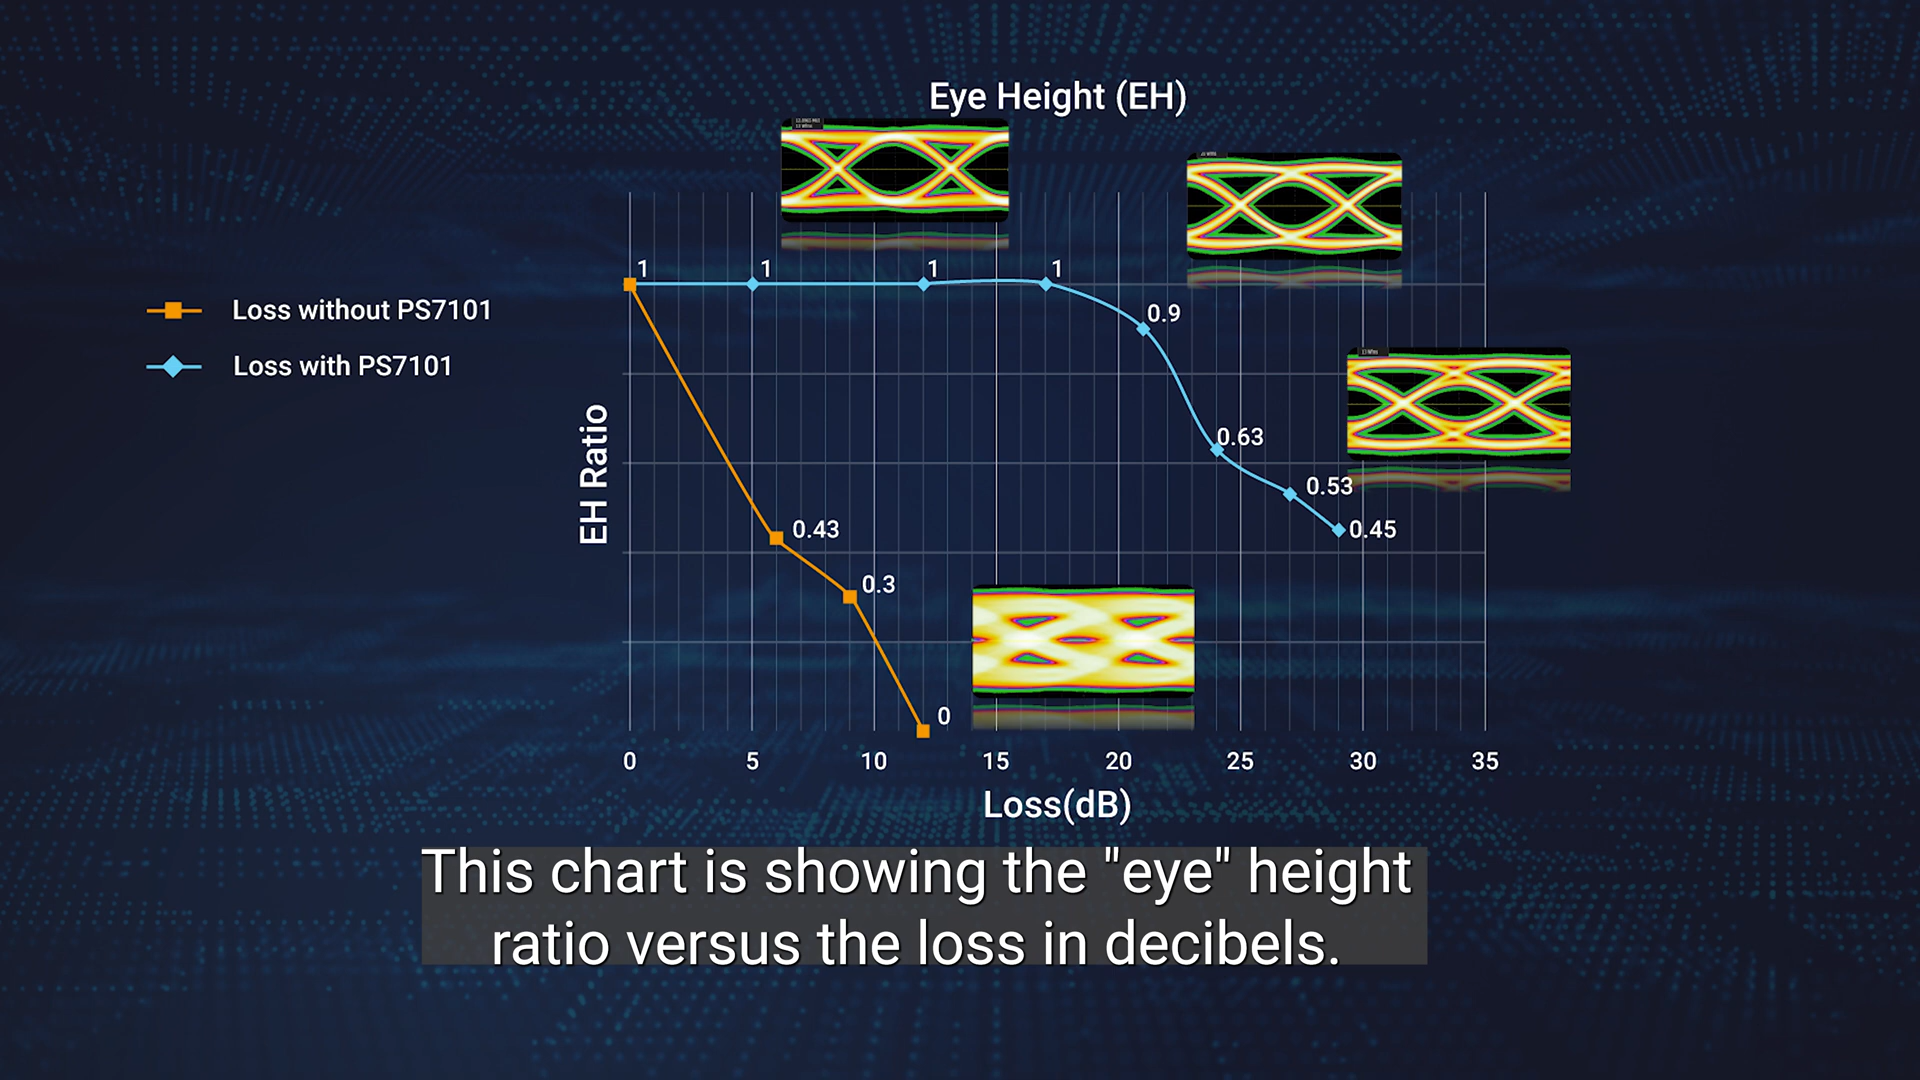 Eye Height (EH)
1
1
1
1
0.9
Loss without PS7101
Loss with PS7101
0.63
EH Ratio
0.53
0.43
0.45
0.3
0
0
5
10
15
20
25
30
35
Loss(dB)
This chart is showing the "eye" height
ratio versus the loss in decibels.